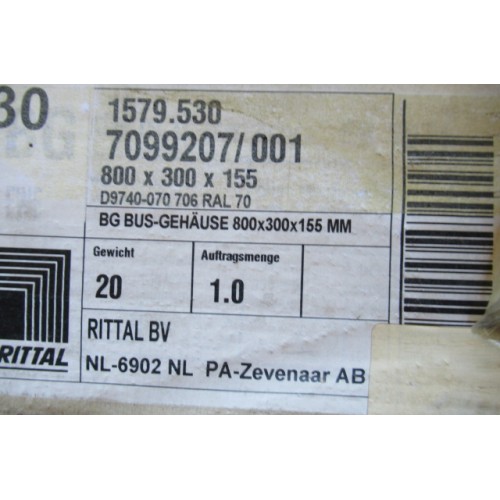 30
1579.530
7099207/001
800 x 300 x 155
D9740-070 706 RAL 70
BG BUS-GEHÄUSE 800x300x155 MM
Gewicht Auftragsmenge
20 1.0
RITTAL
RITTAL BV
NL-6902 NL PA-Zevenaar AB